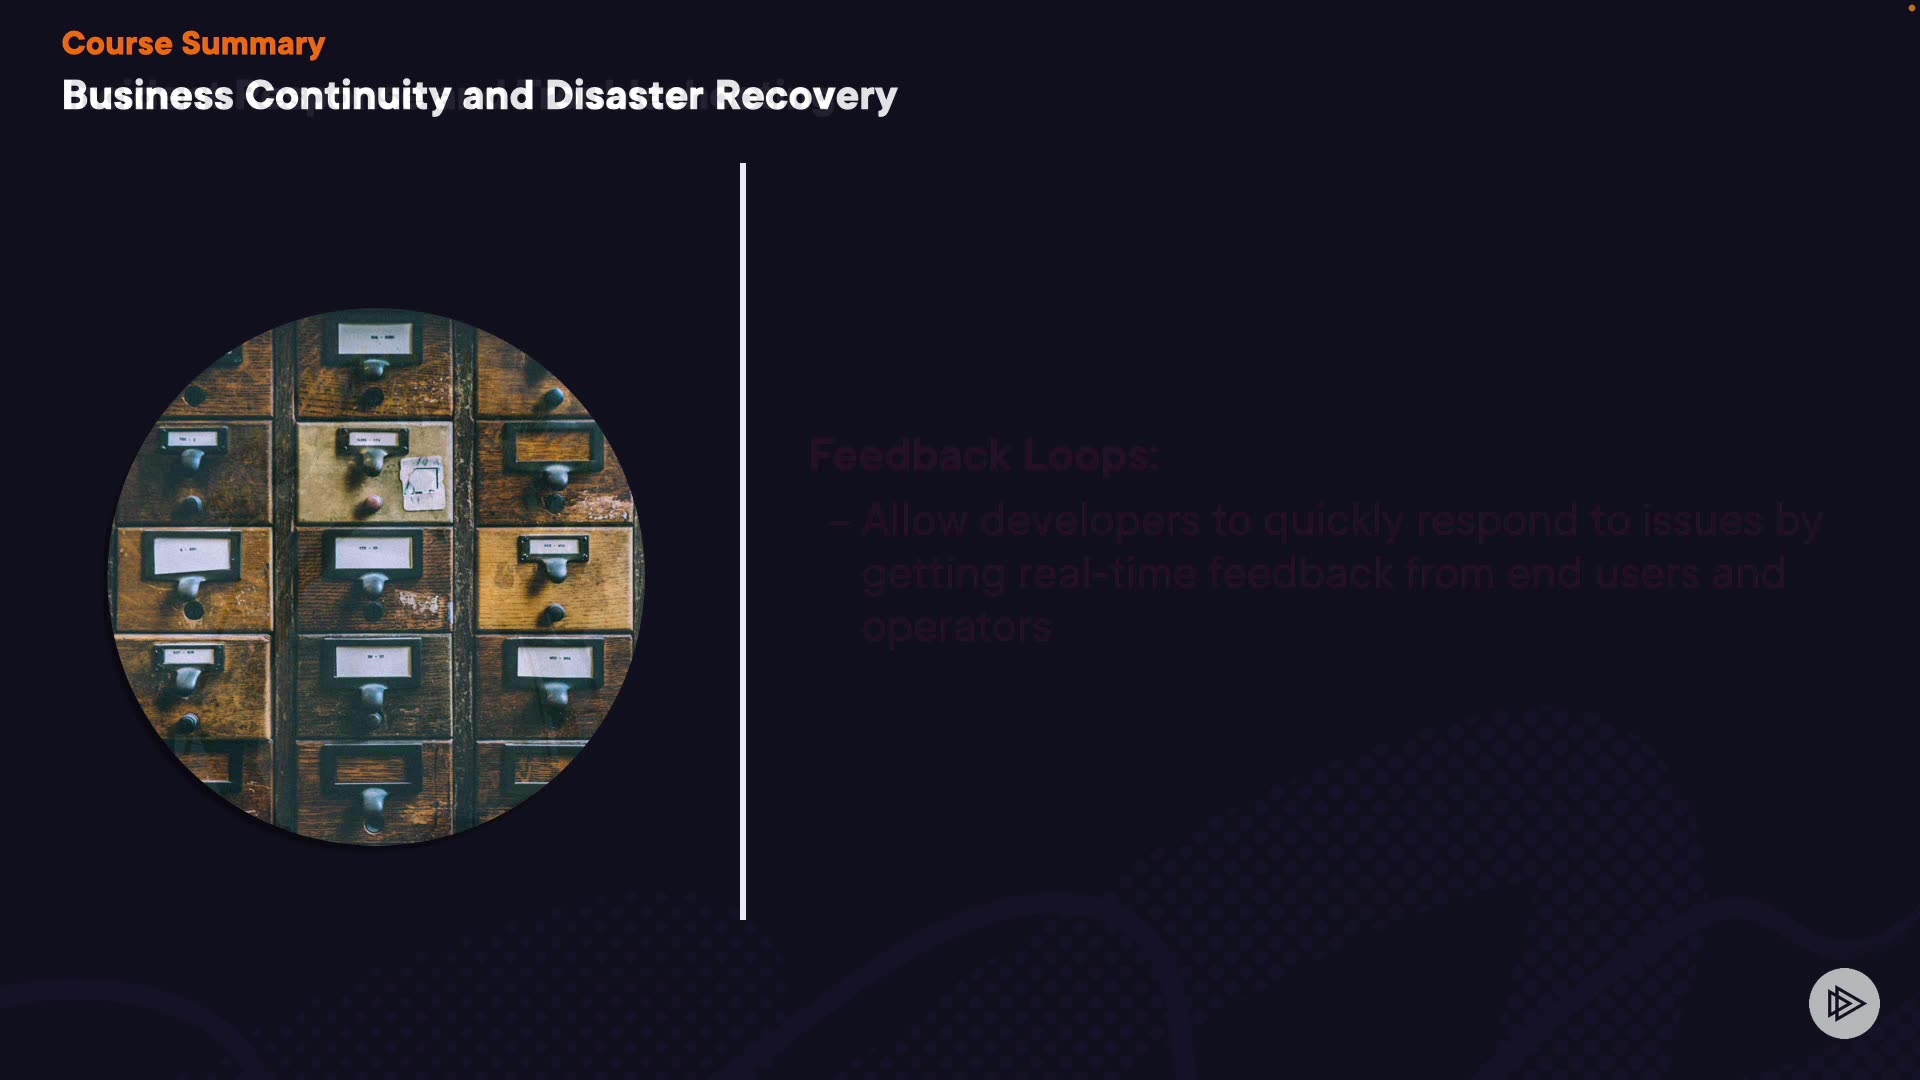 Course Summary
Business Continuity and Disaster Recovery
Feedback Loops:
– Allow developers to quickly respond to issues by
getting real-time feedback from end users and
operators